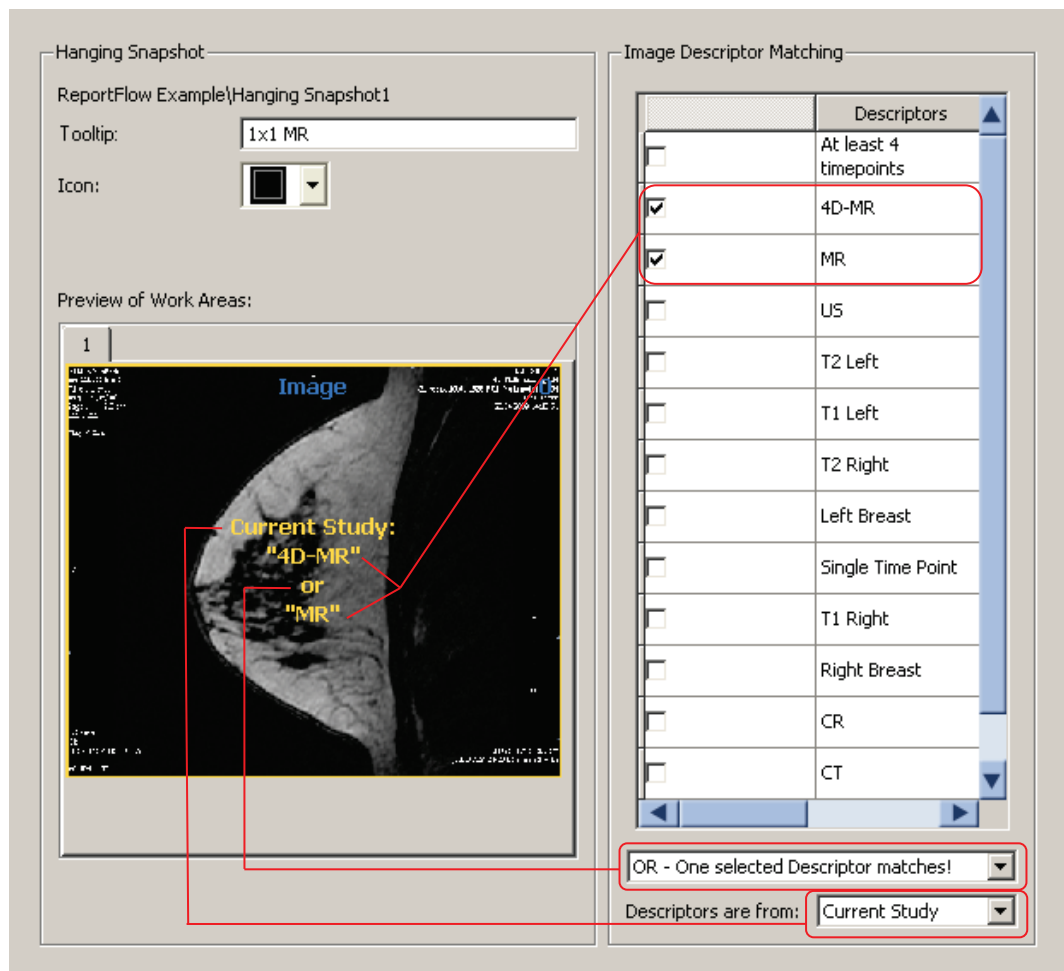 Hanging Snapshot
ReportFlow Example\Hanging Snapshot1
Tooltip:
1x1 MR
Icon:
Preview of Work Areas:
1
Image
d
Current Study:
"4D-MR"
or
"MR"
Image Descriptor Matching
Descriptors
At least 4
timepoints
4D-MR
MR
US
T2 Left
T1 Left
T2 Right
Left Breast
Single Time Point
T1 Right
Right Breast
CR
CT
OR - One selected Descriptor matches!
Descriptors are from:
Current Study